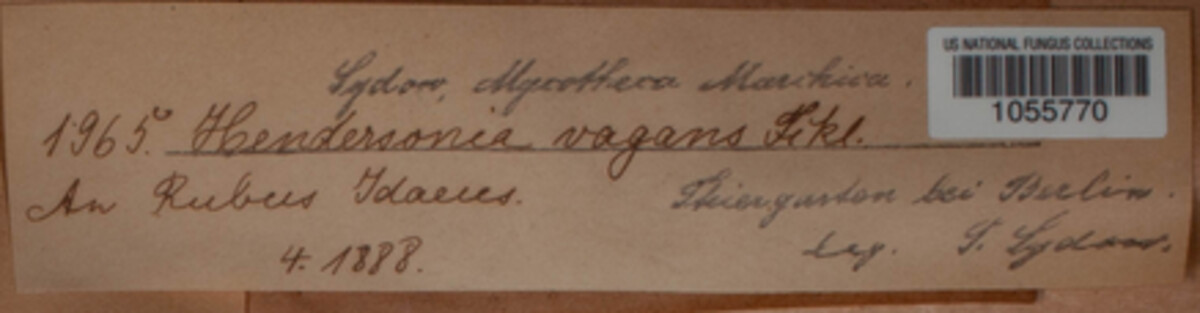 US NATIONAL FUNGUS COLLECTIONS
1055770
Sydow, Mycotheca Marchica.
1965. Hendersonia vagans Fckl.
An Rubus Idaeus.
Thiergarten bei Berlin.
4. 1888.
leg. P. Sydow.